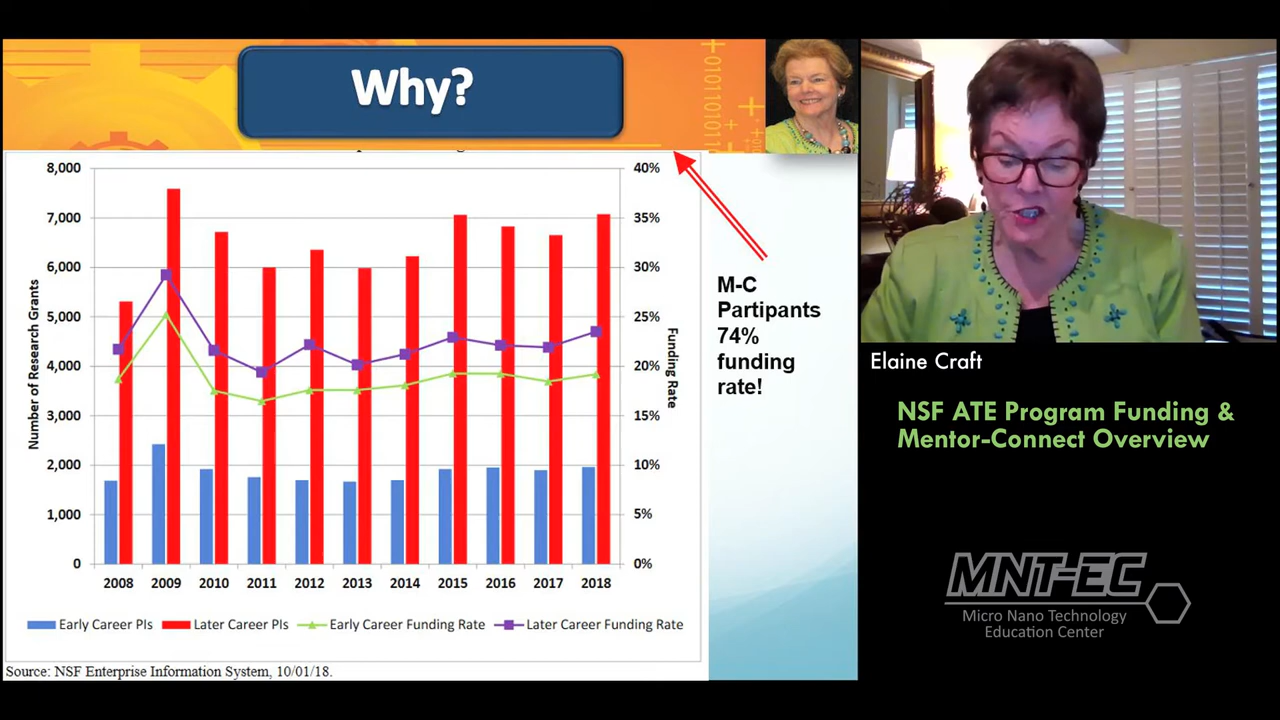 Why?
8,000
7,000
6,000
5,000
4,000
3,000
2,000
1,000
0
Number of Research Grants
40%
35%
30%
25%
20%
15%
10%
5%
0%
Funding Rate
2008 2009 2010 2011 2012 2013 2014 2015 2016 2017 2018
Early Career PIs Later Career PIs Early Career Funding Rate Later Career Funding Rate
Source: NSF Enterprise Information System, 10/01/18.
M-C
Partipants
74%
funding
rate!
Elaine Craft
NSF ATE Program Funding &
Mentor-Connect Overview
MNT-EC
Micro Nano Technology
Education Center